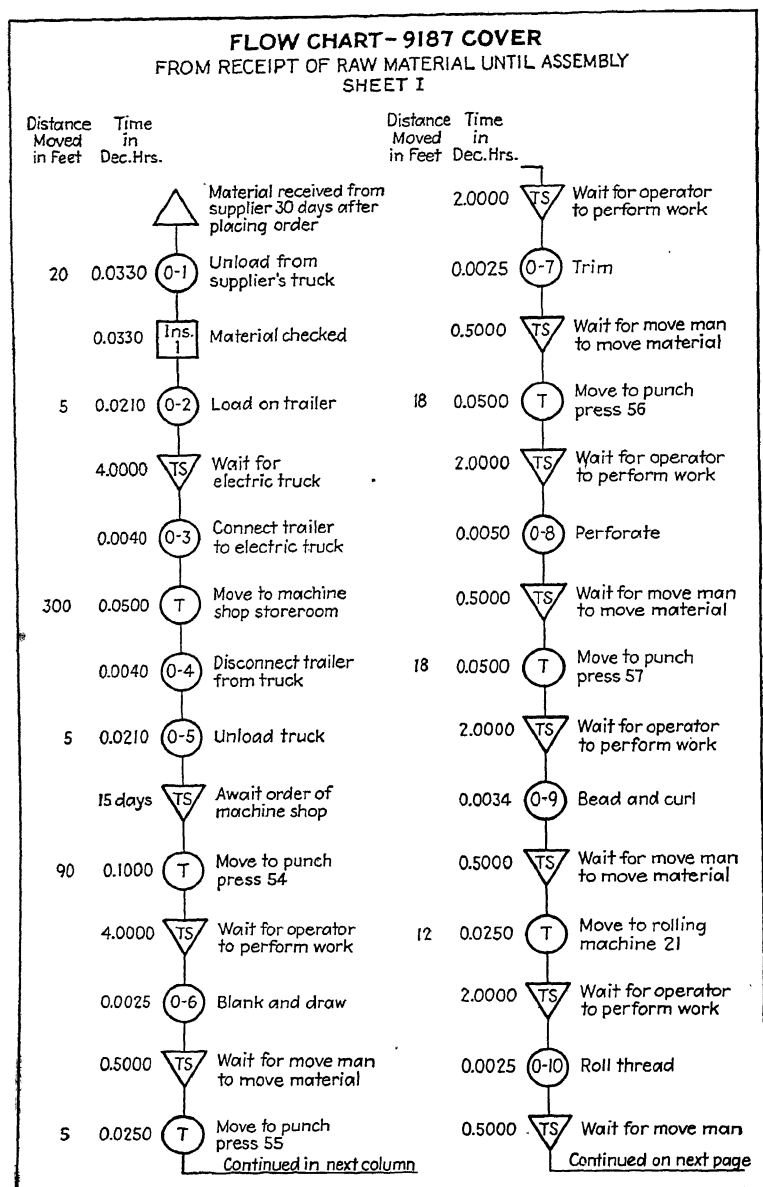 FLOW CHART-9187 COVER
FROM RECEIPT OF RAW MATERIAL UNTIL ASSEMBLY
SHEET I
Distance Time
Moved in
in Feet Dec.Hrs.
Material received from
supplier 30 days after
placing order
20 0.0330 O-1 Unload from
supplier's truck
0.0330 Ins. 1 Material checked
5 0.0210 O-2 Load on trailer
4.0000 TS Wait for
electric truck
0.0040 O-3 Connect trailer
to electric truck
300 0.0500 T Move to machine
shop storeroom
0.0040 O-4 Disconnect trailer
from truck
5 0.0210 O-5 Unload truck
15 days TS Await order of
machine shop
90 0.1000 T Move to punch
press 54
4.0000 TS Wait for operator
to perform work
0.0025 O-6 Blank and draw
0.5000 TS Wait for move man
to move material
5 0.0250 T Move to punch
press 55
Continued in next column
Distance Time
Moved in
in Feet Dec.Hrs.
2.0000 TS Wait for operator
to perform work
0.0025 O-7 Trim
0.5000 TS Wait for move man
to move material
18 0.0500 T Move to punch
press 56
2.0000 TS Wait for operator
to perform work
0.0050 O-8 Perforate
0.5000 TS Wait for move man
to move material
18 0.0500 T Move to punch
press 57
2.0000 TS Wait for operator
to perform work
0.0034 O-9 Bead and curl
0.5000 TS Wait for move man
to move material
12 0.0250 T Move to rolling
machine 21
2.0000 TS Wait for operator
to perform work
0.0025 O-10 Roll thread
0.5000 TS Wait for move man
Continued on next page